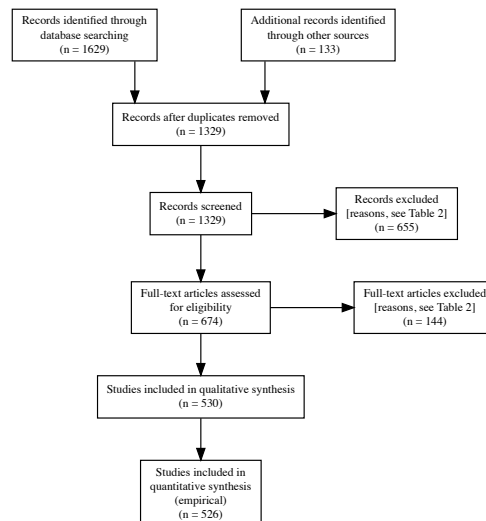 Records identified through
database searching
(n = 1629)
Additional records identified
through other sources
(n = 133)
Records after duplicates removed
(n = 1329)
Records screened
(n = 1329)
Records excluded
[reasons, see Table 2]
(n = 655)
Full-text articles assessed
for eligibility
(n = 674)
Full-text articles excluded
[reasons, see Table 2]
(n = 144)
Studies included in qualitative synthesis
(n = 530)
Studies included in
quantitative synthesis
(empirical)
(n = 526)